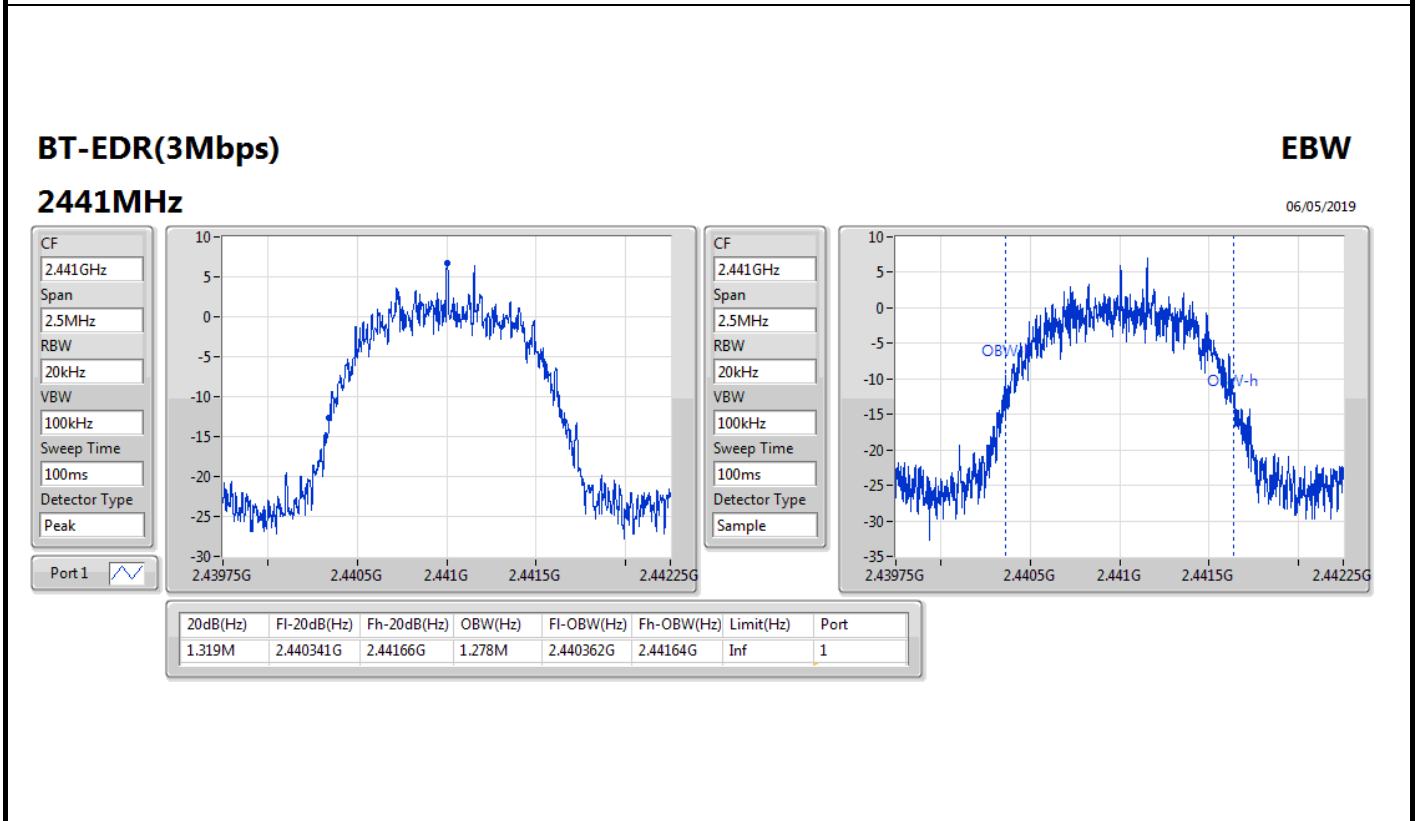 BT-EDR(3Mbps)
EBW
2441MHz
06/05/2019
CF
2.441GHz
Span
2.5MHz
RBW
20kHz
VBW
100kHz
Sweep Time
100ms
Detector Type
Peak
Port 1
10
5
0
-5
-10
-15
-20
-25
-30
2.43975G 2.4405G 2.441G 2.4415G 2.44225G
CF
2.441GHz
Span
2.5MHz
RBW
20kHz
VBW
100kHz
Sweep Time
100ms
Detector Type
Sample
10
5
0
-5
-10
-15
-20
-25
-30
-35
OBW
OBW-h
2.43975G 2.4405G 2.441G 2.4415G 2.44225G
20dB(Hz) Fl-20dB(Hz) Fh-20dB(Hz) OBW(Hz) Fl-OBW(Hz) Fh-OBW(Hz) Limit(Hz) Port
1.319M 2.440341G 2.44166G 1.278M 2.440362G 2.44164G Inf 1